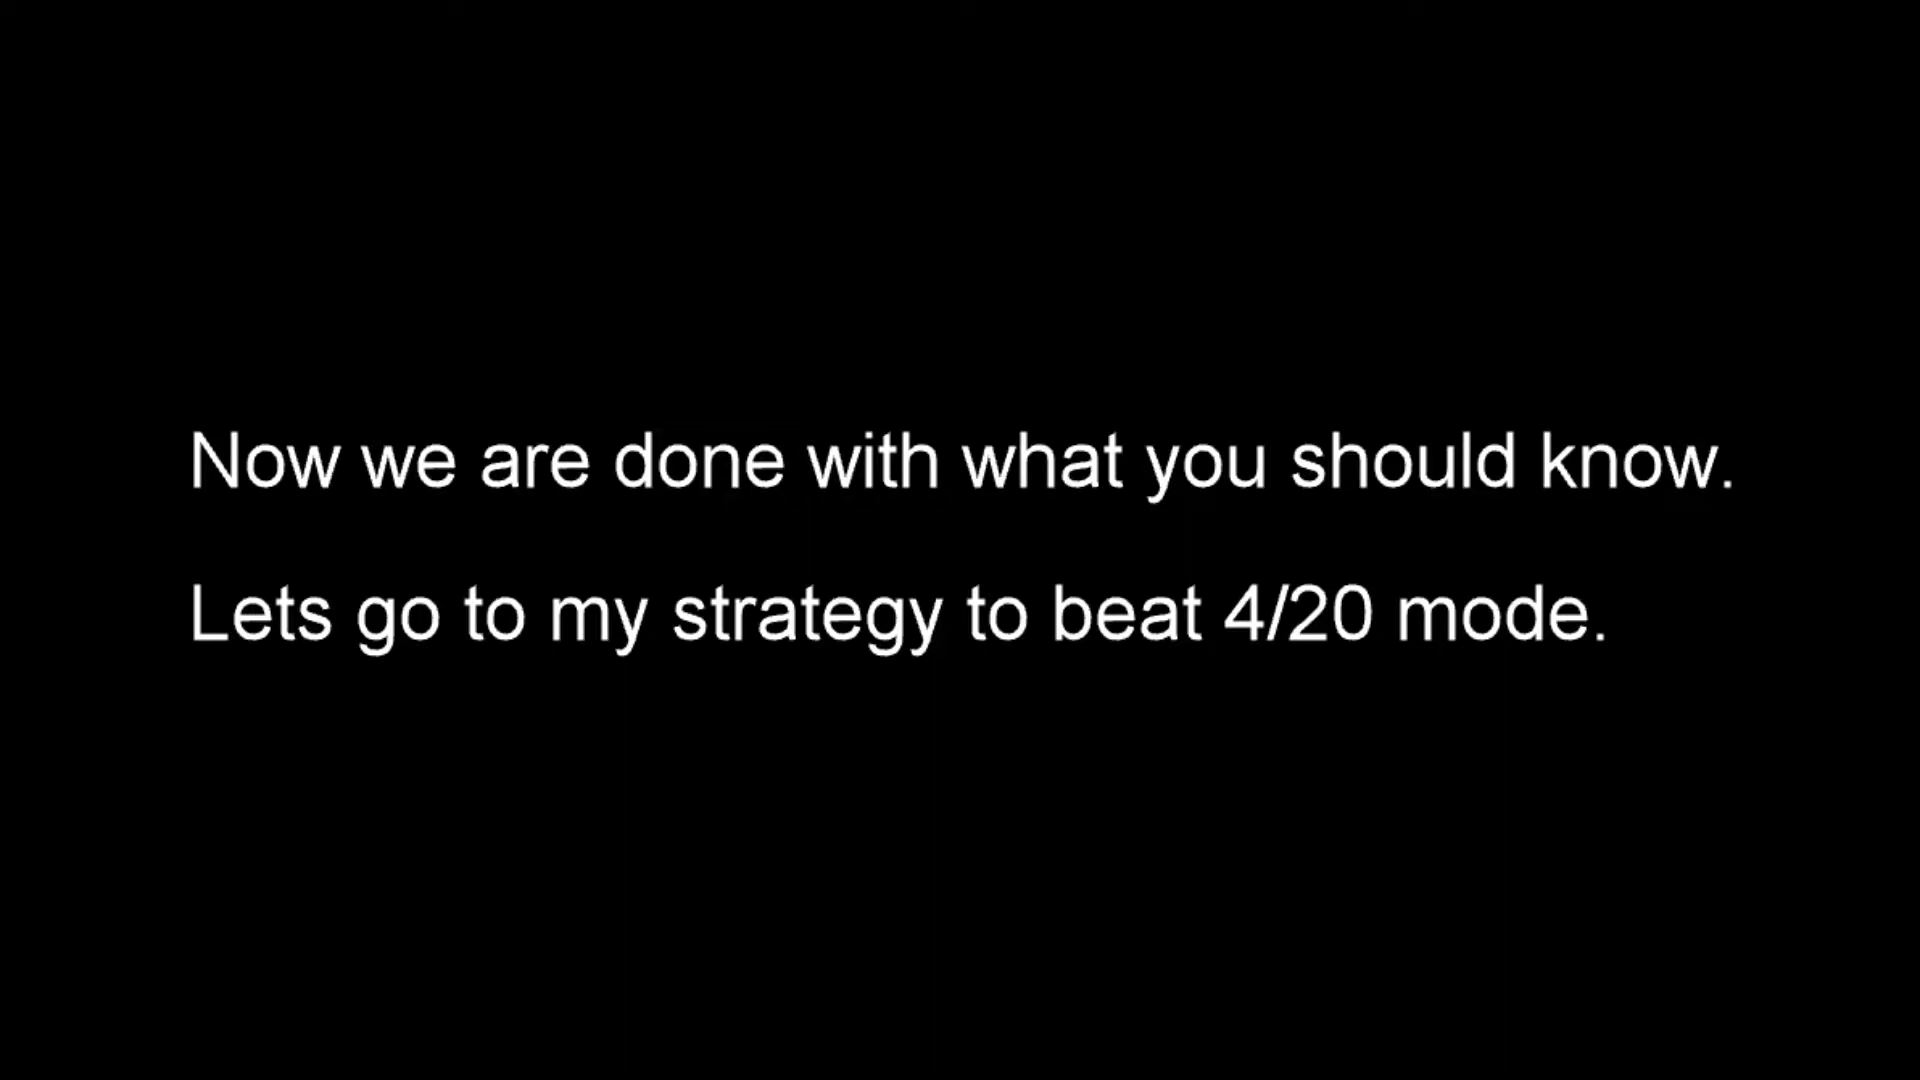 Now we are done with what you should know.
Lets go to my strategy to beat 4/20 mode.